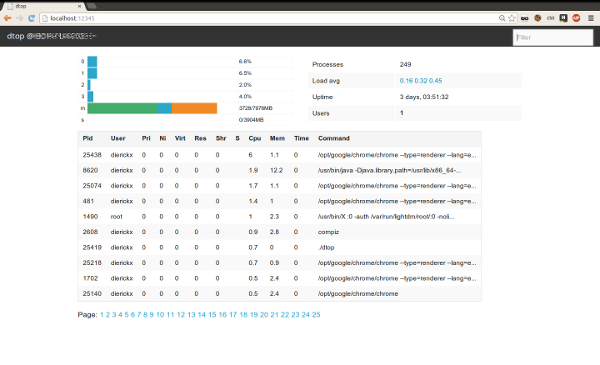 dtop
localhost:12345
dtop @
Filter
0 6.6%
1 6.5%
2 2.0%
3 4.0%
m 3728/7976MB
s 0/3904MB
Processes 249
Load avg 0.16 0.32 0.45
Uptime 3 days, 03:51:32
Users 1
Pid User Pri Ni Virt Res Shr S Cpu Mem Time Command
25438 dierickx 0 0 0 0 0 6 1.1 0 /opt/google/chrome/chrome --type=renderer --lang=e...
8620 dierickx 0 0 0 0 0 1.9 12.2 0 /usr/bin/java -Djava.library.path=/usr/lib/x86_64-...
25074 dierickx 0 0 0 0 0 1.7 1.1 0 /opt/google/chrome/chrome --type=renderer --lang=e...
481 dierickx 0 0 0 0 0 1.4 1 0 /opt/google/chrome/chrome --type=renderer --lang=e...
1490 root 0 0 0 0 0 1 2.3 0 /usr/bin/X :0 -auth /var/run/lightdm/root/:0 -noli...
2608 dierickx 0 0 0 0 0 0.9 2.8 0 compiz
25419 dierickx 0 0 0 0 0 0.7 0 0 ./dtop
25218 dierickx 0 0 0 0 0 0.7 0.9 0 /opt/google/chrome/chrome --type=renderer --lang=e...
1702 dierickx 0 0 0 0 0 0.5 2.4 0 /opt/google/chrome/chrome --type=renderer --lang=e...
25140 dierickx 0 0 0 0 0 0.5 2.4 0 /opt/google/chrome/chrome
Page: 1 2 3 4 5 6 7 8 9 10 11 12 13 14 15 16 17 18 19 20 21 22 23 24 25